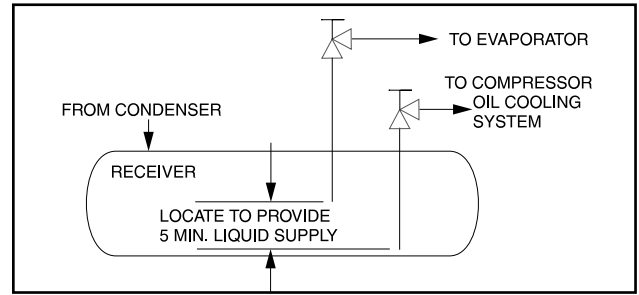 TO EVAPORATOR
TO COMPRESSOR
OIL COOLING
SYSTEM
FROM CONDENSER
RECEIVER
LOCATE TO PROVIDE
5 MIN. LIQUID SUPPLY